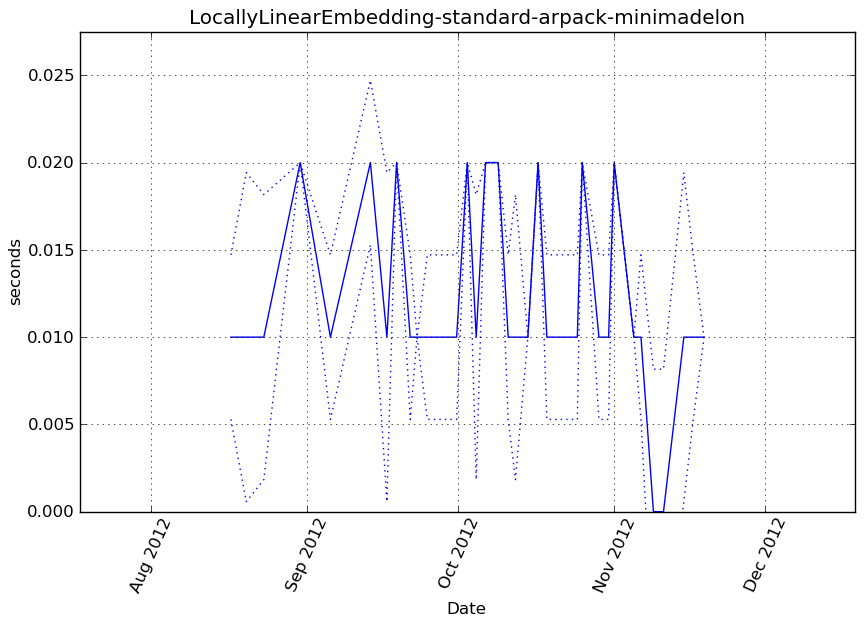 LocallyLinearEmbedding-standard-arpack-minimadelon
0.025
0.020
0.015
0.010
0.005
0.000
seconds
Aug 2012
Sep 2012
Oct 2012
Nov 2012
Dec 2012
Date